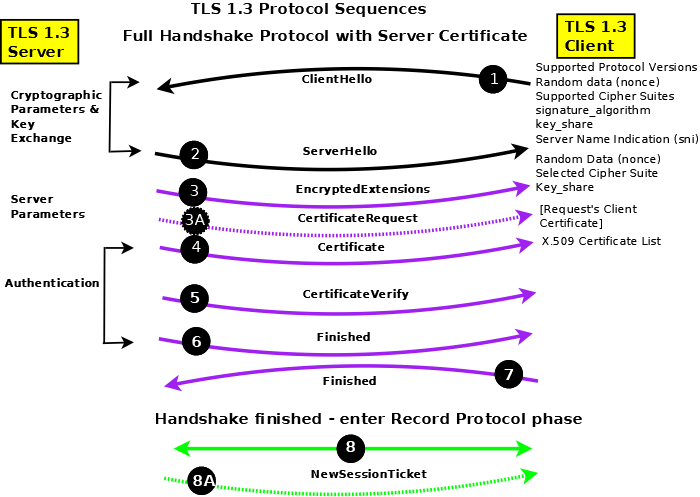 TLS 1.3 Protocol Sequences
Full Handshake Protocol with Server Certificate
TLS 1.3
Server
TLS 1.3
Client
Cryptographic
Parameters &
Key
Exchange
1
ClientHello
Supported Protocol Versions
Random data (nonce)
Supported Cipher Suites
signature_algorithm
key_share
Server Name Indication (sni)
2
ServerHello
Random Data (nonce)
Selected Cipher Suite
Key_share
Server
Parameters
3
EncryptedExtensions
3A
CertificateRequest
[Request's Client
Certificate]
Authentication
4
Certificate
X.509 Certificate List
5
CertificateVerify
6
Finished
7
Finished
Handshake finished - enter Record Protocol phase
8
8A
NewSessionTicket